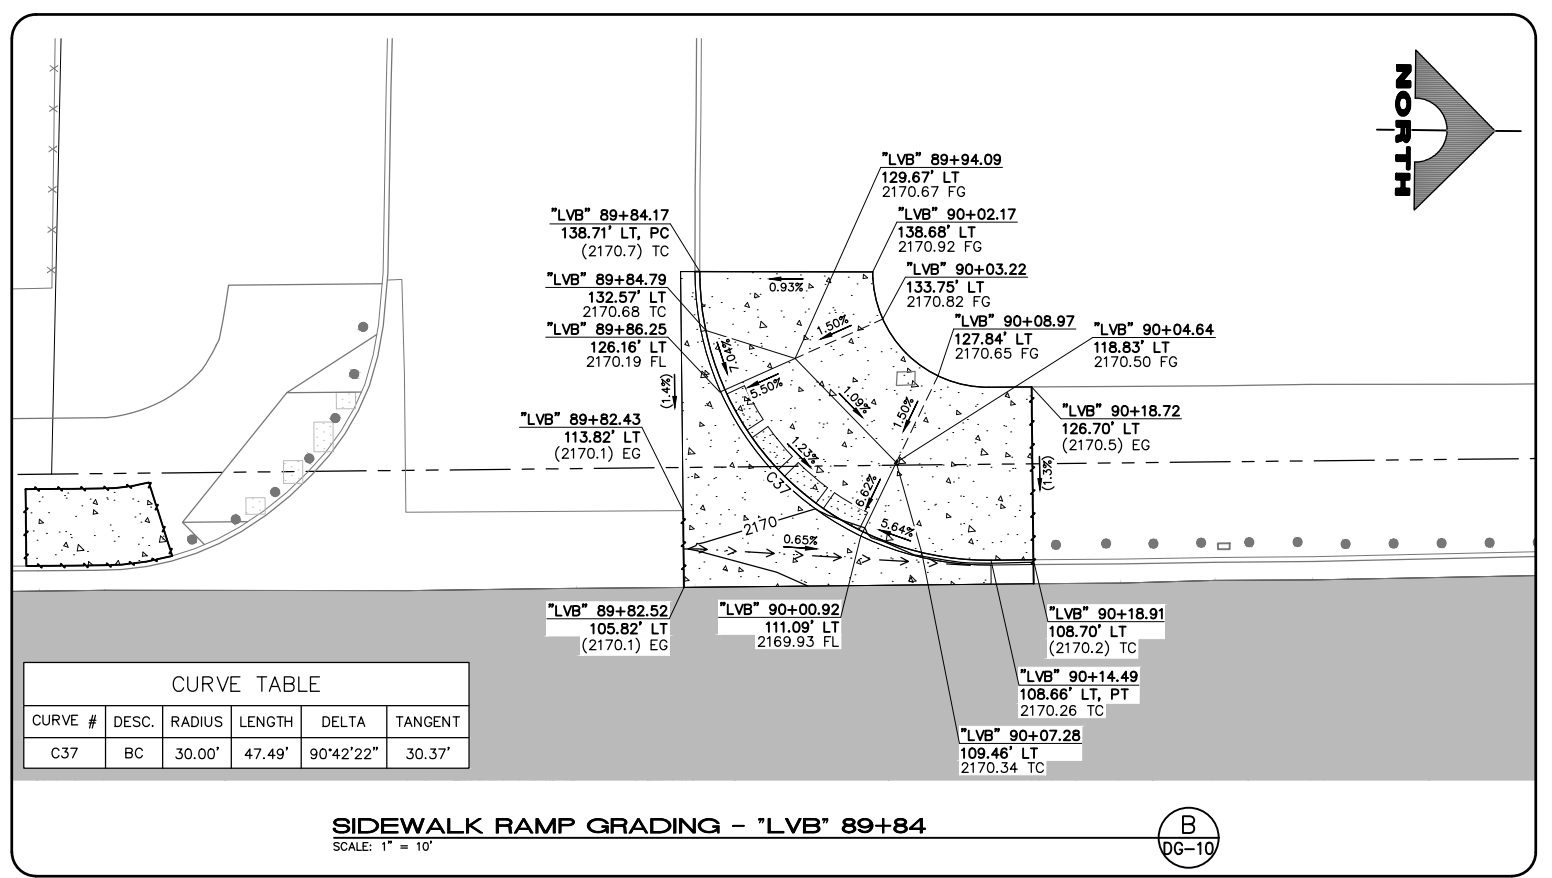 NORTH
"LVB" 89+94.09
129.67' LT
2170.67 FG
"LVB" 89+84.17
138.71' LT, PC
(2170.7) TC
"LVB" 90+02.17
138.68' LT
2170.92 FG
"LVB" 89+84.79
132.57' LT
2170.68 TC
"LVB" 90+03.22
133.75' LT
2170.82 FG
0.93%
"LVB" 89+86.25
126.16' LT
2170.19 FL
1.50%
"LVB" 90+08.97
127.84' LT
2170.65 FG
"LVB" 90+04.64
118.83' LT
2170.50 FG
7.04%
5.50%
(1.4%)
1.09%
1.50%
"LVB" 89+82.43
113.82' LT
(2170.1) EG
"LVB" 90+18.72
126.70' LT
(2170.5) EG
1.23%
C37
(1.3%)
6.62%
2170
5.64%
0.65%
"LVB" 89+82.52
105.82' LT
(2170.1) EG
"LVB" 90+00.92
111.09' LT
2169.93 FL
"LVB" 90+18.91
108.70' LT
(2170.2) TC
"LVB" 90+14.49
108.66' LT, PT
2170.26 TC
"LVB" 90+07.28
109.46' LT
2170.34 TC
CURVE TABLE
CURVE # DESC. RADIUS LENGTH DELTA TANGENT
C37 BC 30.00' 47.49' 90°42'22" 30.37'
SIDEWALK RAMP GRADING - "LVB" 89+84
SCALE: 1" = 10'
B
DG-10